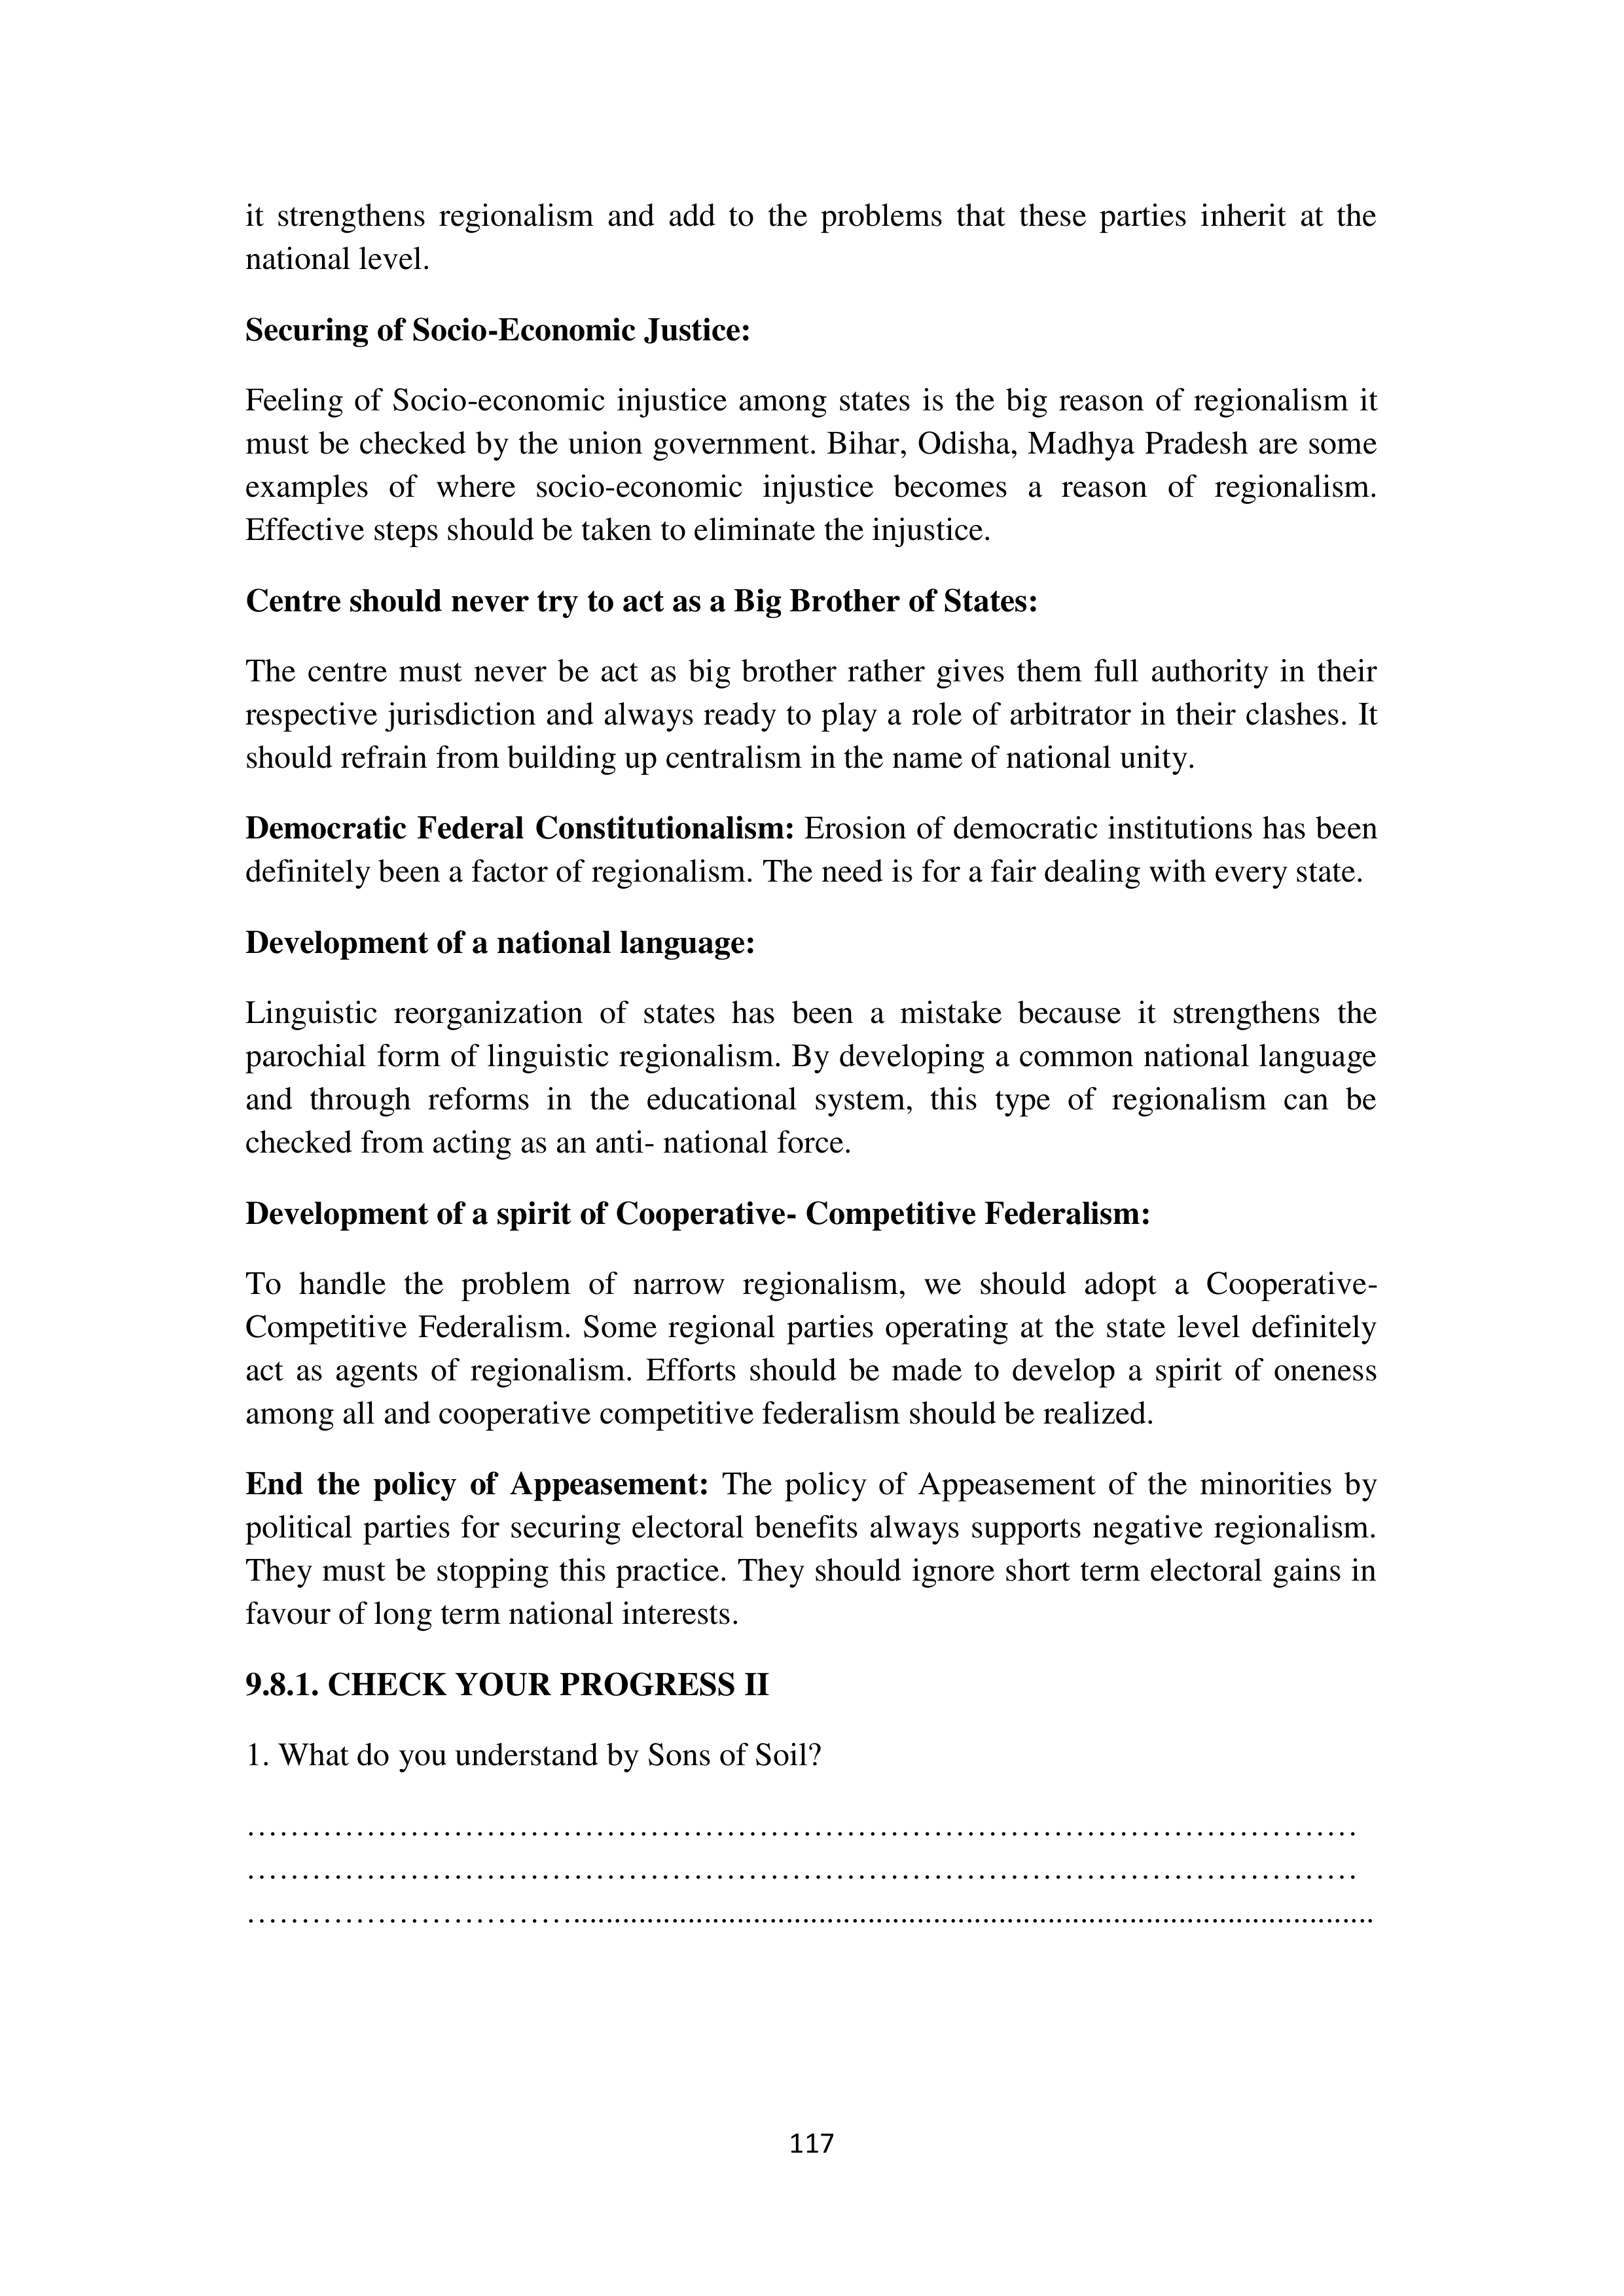 it strengthens regionalism and add to the problems that these parties inherit at the
national level.
Securing of Socio-Economic Justice:
Feeling of Socio-economic injustice among states is the big reason of regionalism it
must be checked by the union government. Bihar, Odisha, Madhya Pradesh are some
examples of where socio-economic injustice becomes a reason of regionalism.
Effective steps should be taken to eliminate the injustice.
Centre should never try to act as a Big Brother of States:
The centre must never be act as big brother rather gives them full authority in their
respective jurisdiction and always ready to play a role of arbitrator in their clashes. It
should refrain from building up centralism in the name of national unity.
Democratic Federal Constitutionalism: Erosion of democratic institutions has been
definitely been a factor of regionalism. The need is for a fair dealing with every state.
Development of a national language:
Linguistic reorganization of states has been a mistake because it strengthens the
parochial form of linguistic regionalism. By developing a common national language
and through reforms in the educational system, this type of regionalism can be
checked from acting as an anti- national force.
Development of a spirit of Cooperative- Competitive Federalism:
To handle the problem of narrow regionalism, we should adopt a Cooperative-
Competitive Federalism. Some regional parties operating at the state level definitely
act as agents of regionalism. Efforts should be made to develop a spirit of oneness
among all and cooperative competitive federalism should be realized.
End the policy of Appeasement: The policy of Appeasement of the minorities by
political parties for securing electoral benefits always supports negative regionalism.
They must be stopping this practice. They should ignore short term electoral gains in
favour of long term national interests.
9.8.1. CHECK YOUR PROGRESS II
1. What do you understand by Sons of Soil?
…………………………………………………………………………………………
…………………………………………………………………………………………
…………………………..................................................................................................
117